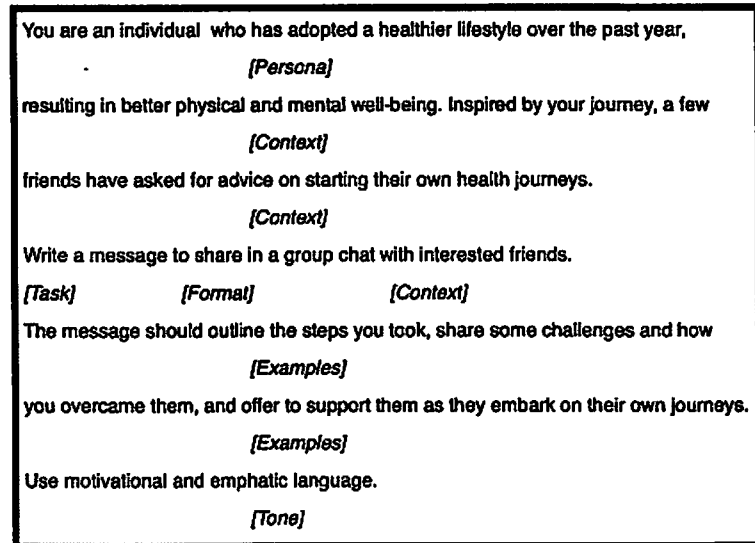 You are an individual who has adopted a healthier lifestyle over the past year,
[Persona]
resulting in better physical and mental well-being. Inspired by your journey, a few
[Context]
friends have asked for advice on starting their own health journeys.
[Context]
Write a message to share in a group chat with interested friends.
[Task] [Format] [Context]
The message should outline the steps you took, share some challenges and how
[Examples]
you overcame them, and offer to support them as they embark on their own journeys.
[Examples]
Use motivational and emphatic language.
[Tone]